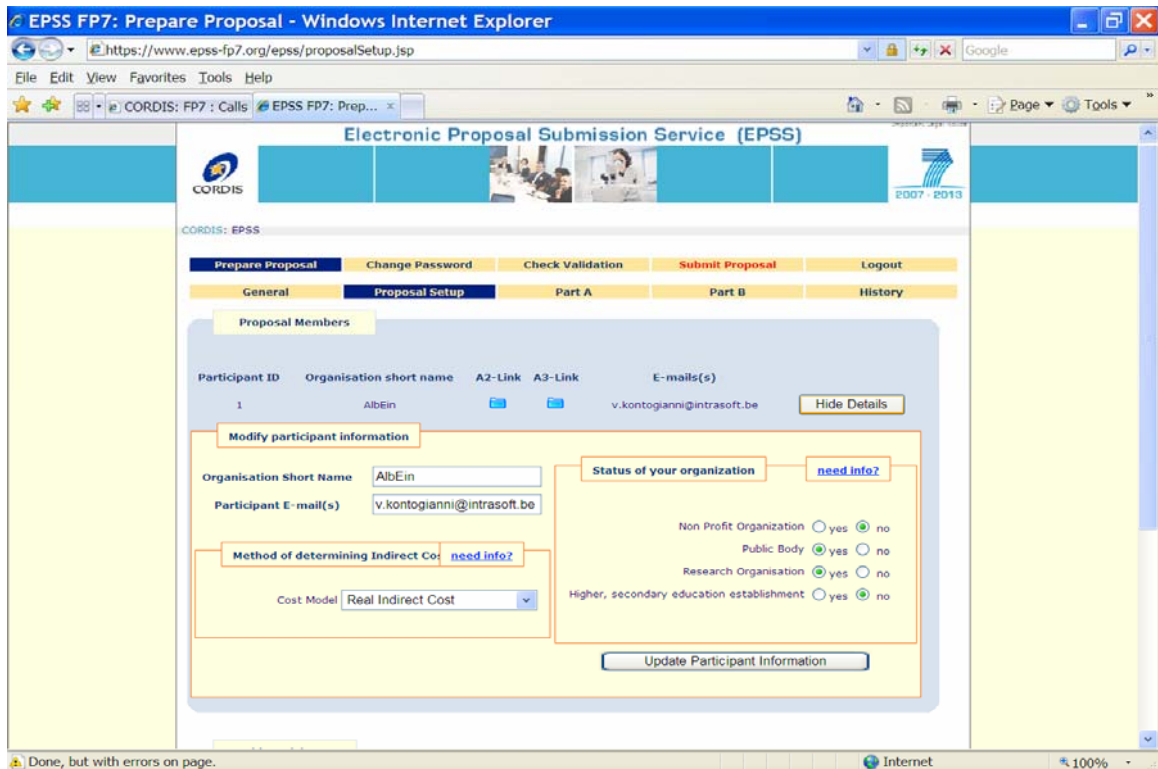 EPSS FP7: Prepare Proposal - Windows Internet Explorer
https://www.epss-fp7.org/epss/proposalSetup.jsp
Google
File Edit View Favorites Tools Help
CORDIS: FP7 : Calls
EPSS FP7: Prep...
Page Tools
Electronic Proposal Submission Service (EPSS)
CORDIS
7
2007 - 2013
CORDIS: EPSS
Prepare Proposal Change Password Check Validation Submit Proposal Logout
General Proposal Setup Part A Part B History
Proposal Members
Participant ID Organisation short name A2-Link A3-Link E-mails(s)
1 AlbEin v.kontogianni@intrasoft.be Hide Details
Modify participant information
Organisation Short Name AlbEin
Participant E-mail(s) v.kontogianni@intrasoft.be
Method of determining Indirect Co need info?
Cost Model Real Indirect Cost
Status of your organization need info?
Non Profit Organization yes no
Public Body yes no
Research Organisation yes no
Higher, secondary education establishment yes no
Update Participant Information
Done, but with errors on page.
Internet
100%